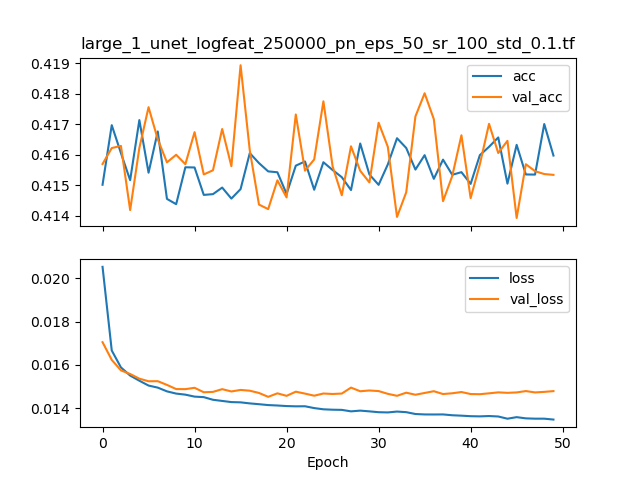 large_1_unet_logfeat_250000_pn_eps_50_sr_100_std_0.1.tf
0.419
0.418
0.417
0.416
0.415
0.414
acc
val_acc
0.020
0.018
0.016
0.014
loss
val_loss
0 10 20 30 40 50
Epoch